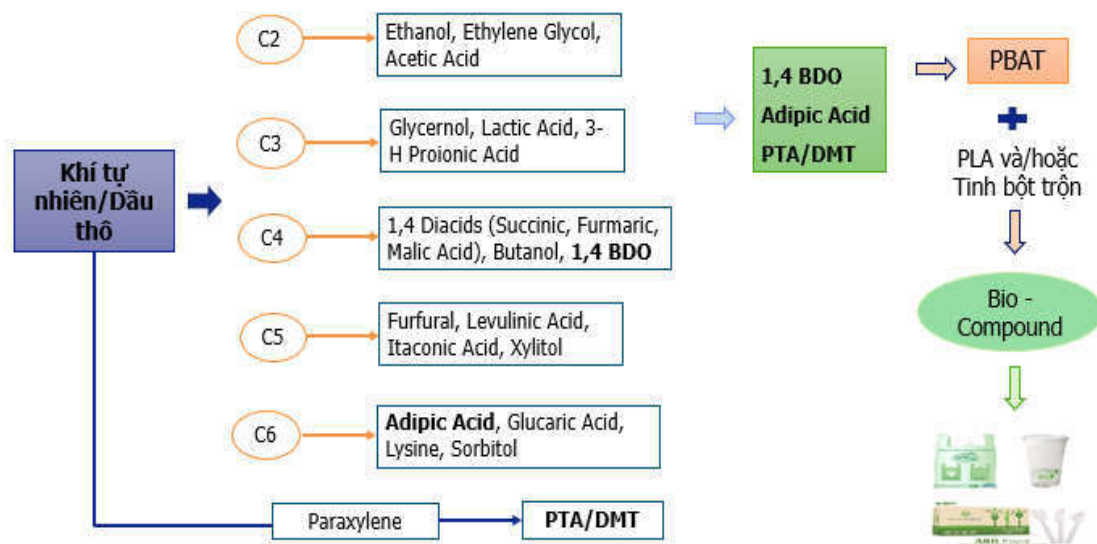 Khí tự
nhiên/Dầu
thô
C2
Ethanol, Ethylene Glycol,
Acetic Acid
C3
Glycernol, Lactic Acid, 3-
H Proionic Acid
C4
1,4 Diacids (Succinic, Furmaric,
Malic Acid), Butanol, 1,4 BDO
C5
Furfural, Levulinic Acid,
Itaconic Acid, Xylitol
C6
Adipic Acid, Glucaric Acid,
Lysine, Sorbitol
Paraxylene
PTA/DMT
1,4 BDO
Adipic Acid
PTA/DMT
PBAT
PLA và/hoặc
Tinh bột trộn
Bio -
Compound